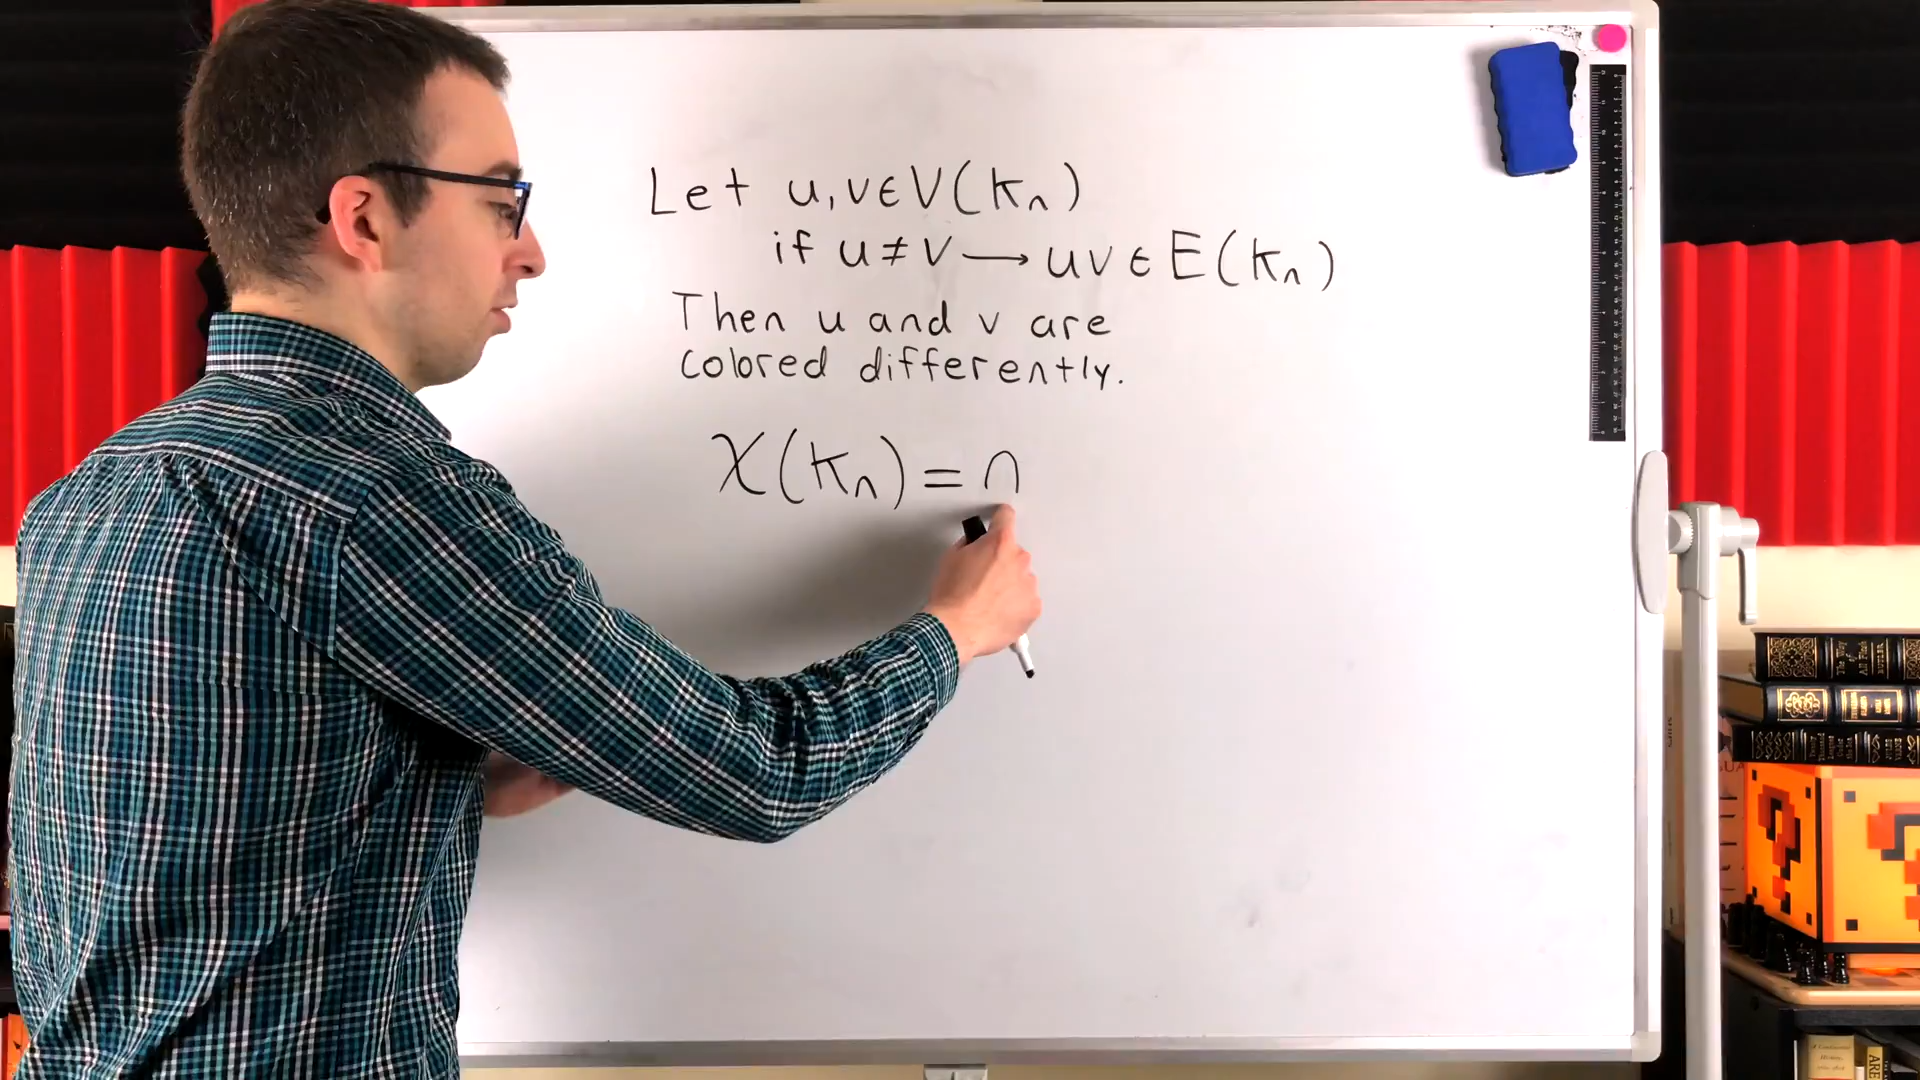 Let u,v∈V(Kn)
if u≠v ⟶ uv∈E(Kn)
Then u and v are
colored differently.
χ(Kn)=n